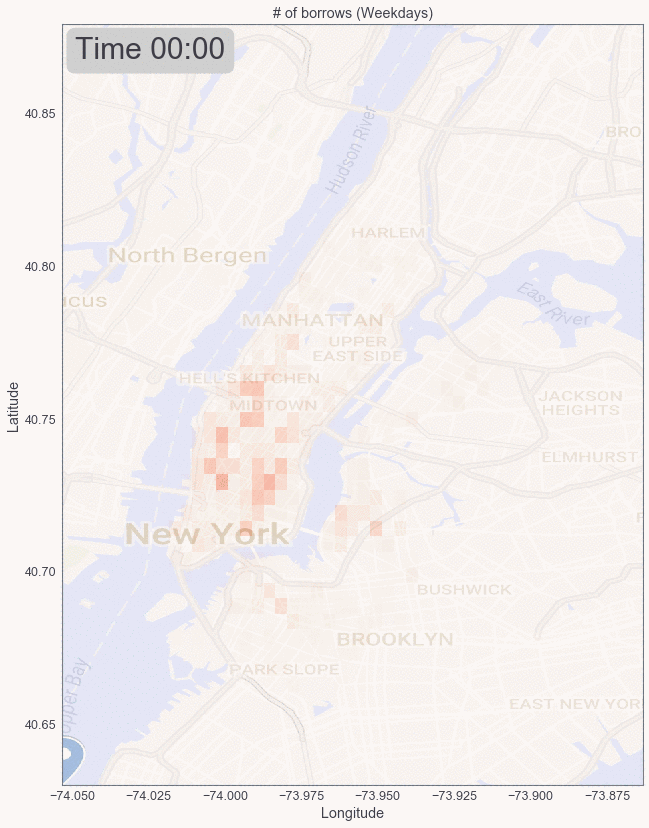 # of borrows (Weekdays)
Time 00:00
40.85
BRO
Hudson River
HARLEM
40.80
North Bergen
ICUS
East River
MANHATTAN
UPPER
EAST SIDE
HELL'S KITCHEN
MIDTOWN
40.75
JACKSON
HEIGHTS
ELMHURST
New York
40.70
BUSHWICK
BROOKLYN
PARK SLOPE
Upper Bay
EAST NEW YOR
40.65
−74.050
−74.025
−74.000
−73.975
−73.950
−73.925
−73.900
−73.875
Latitude
Longitude